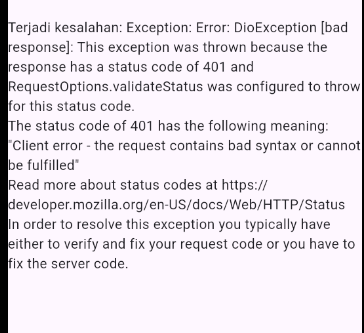 Terjadi kesalahan: Exception: Error: DioException [bad
response]: This exception was thrown because the
response has a status code of 401 and
RequestOptions.validateStatus was configured to throw
for this status code.
The status code of 401 has the following meaning:
"Client error - the request contains bad syntax or cannot
be fulfilled"
Read more about status codes at https://
developer.mozilla.org/en-US/docs/Web/HTTP/Status
In order to resolve this exception you typically have
either to verify and fix your request code or you have to
fix the server code.